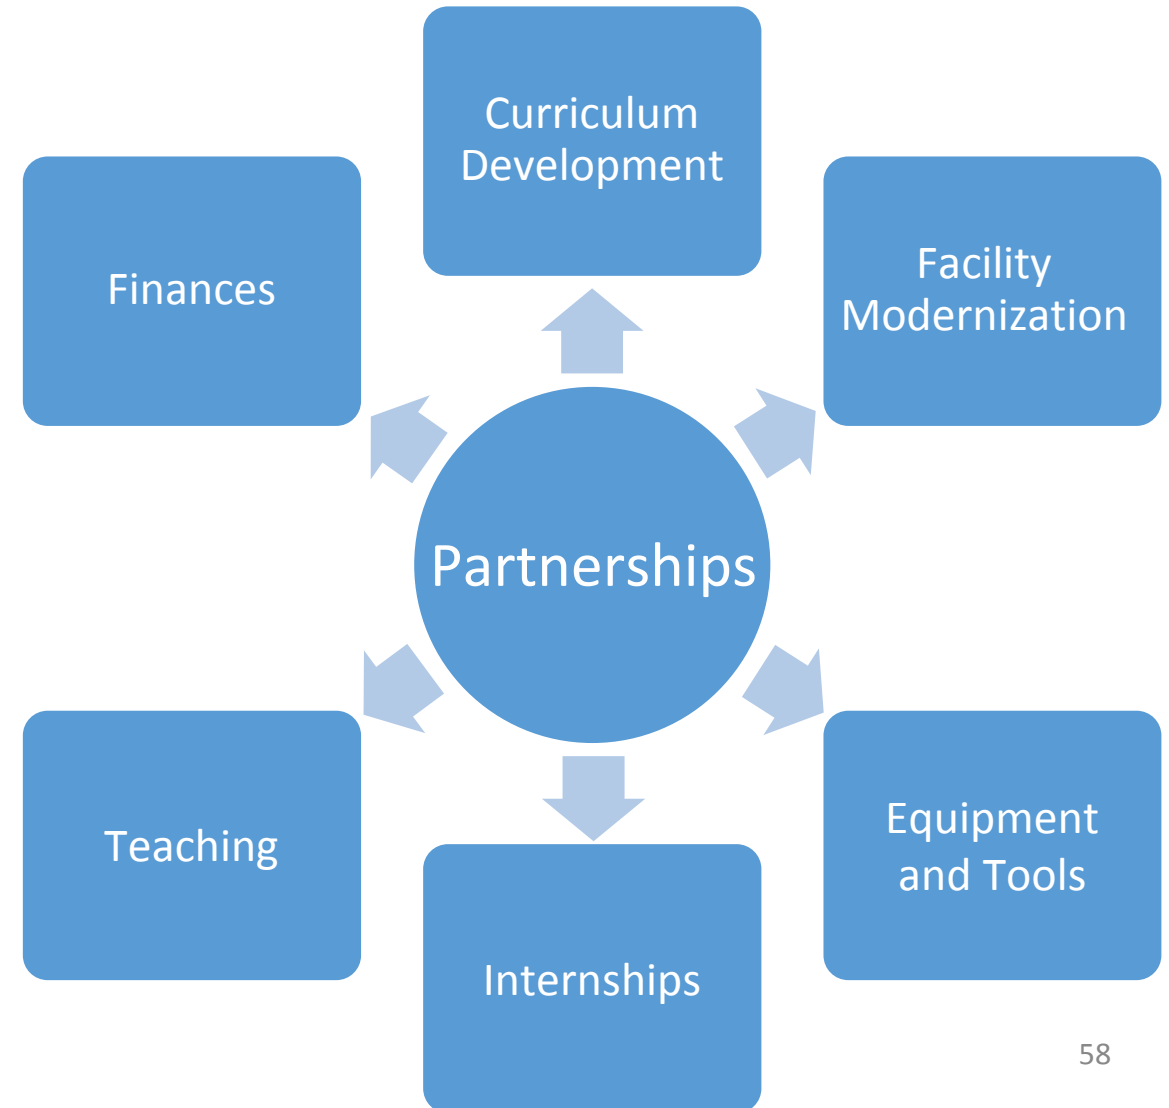 Curriculum
Development
Finances
Facility
Modernization
Partnerships
Teaching
Equipment
and Tools
Internships
58